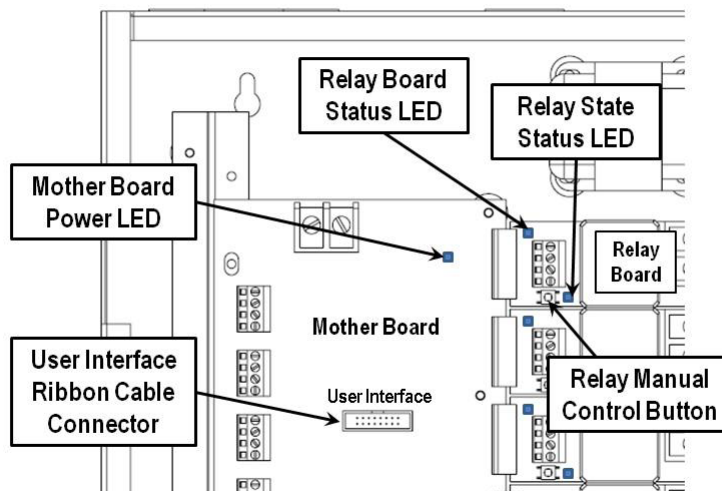 Relay Board
Status LED
Relay State
Status LED
Mother Board
Power LED
Relay
Board
Mother Board
User Interface
Ribbon Cable
Connector
User Interface
Relay Manual
Control Button